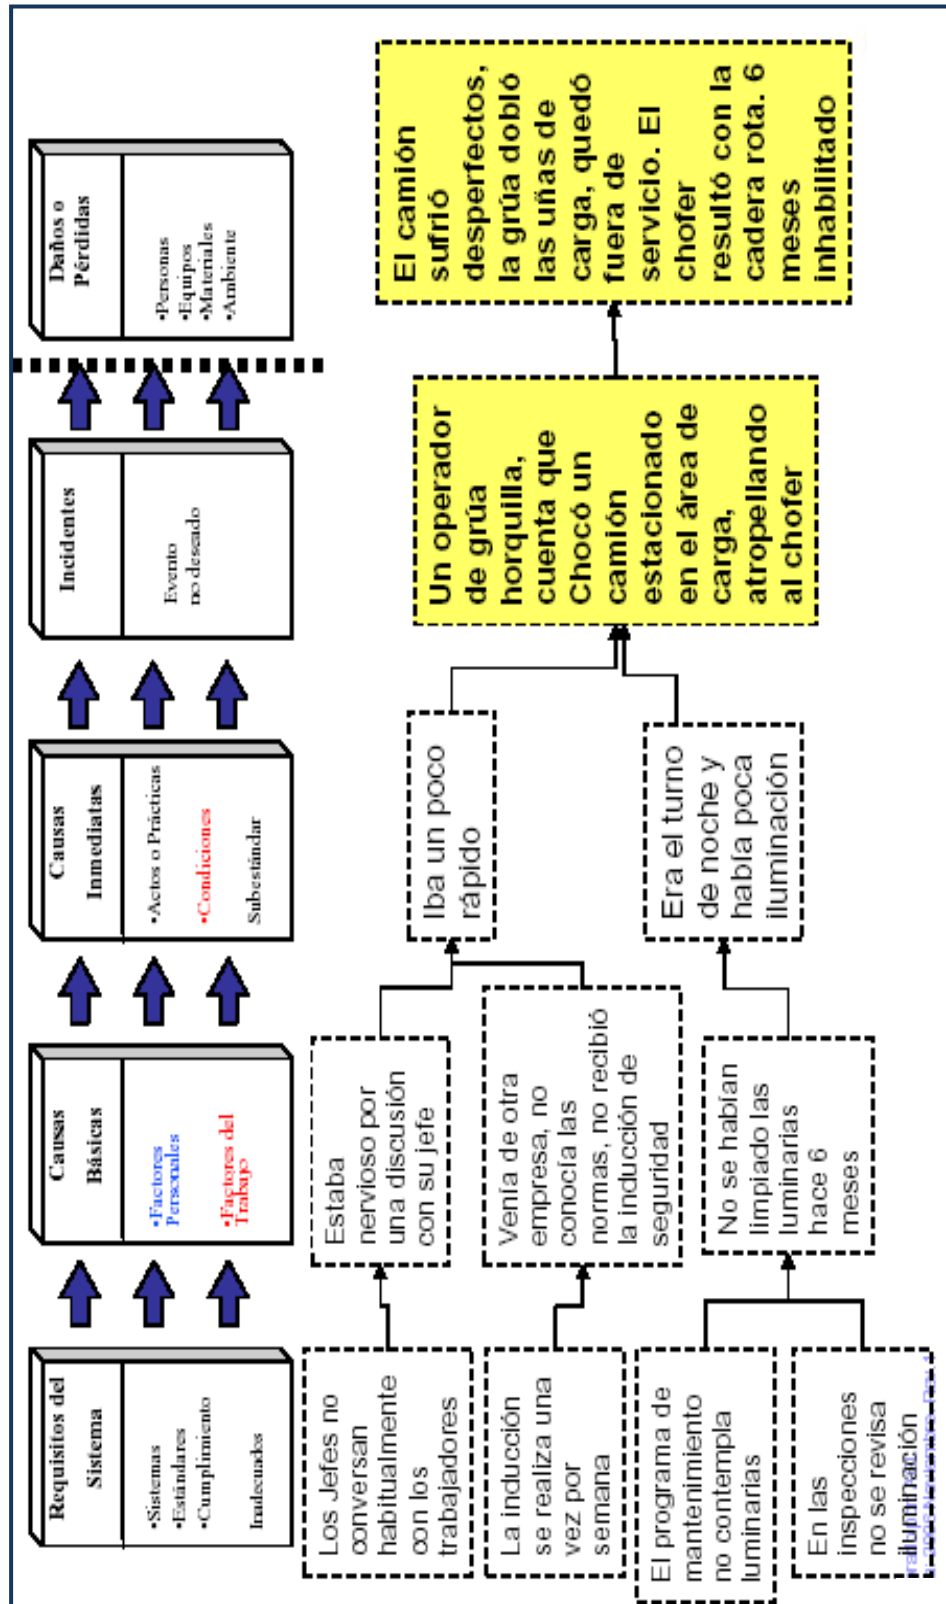 Requisitos del
Sistema
•Sistemas
•Estándares
•Cumplimiento
Inadecuados
Causas
Básicas
•Factores
Personales
•Factores del
Trabajo
Causas
Inmediatas
•Actos o Prácticas
•Condiciones
Subestándar
Incidentes
Evento
no deseado
Daños o
Pérdidas
•Personas
•Equipos
•Materiales
•Ambiente
Los Jefes no
conversan
habitualmente
con los
trabajadores
La inducción
se realiza una
vez por
semana
El programa de
mantenimiento
no contempla
luminarias
En las
inspecciones
no se revisa
iluminación
Estaba
nervioso por
una discusión
con su jefe
Venía de otra
empresa, no
conocía las
normas, no recibió
la inducción de
seguridad
No se habían
limpiado las
luminarias
hace 6
meses
Iba un poco
rápido
Era el turno
de noche y
había poca
iluminación
Un operador
de grúa
horquilla,
cuenta que
Chocó un
camión
estacionado
en el área de
carga,
atropellando
al chofer
El camión
sufrió
desperfectos,
la grúa dobló
las uñas de
carga, quedó
fuera de
servicio. El
chofer
resultó con la
cadera rota. 6
meses
inhabilitado